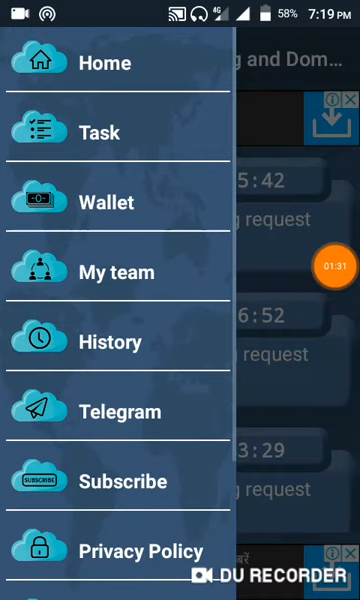 4G 58% 7:19 PM
g and Dom...
Home
Task
5:42
Wallet
g request
My team
01:31
6:52
History
request
Telegram
3:29
Subscribe
SUBSCRIBE
g request
Privacy Policy
DU RECORDER